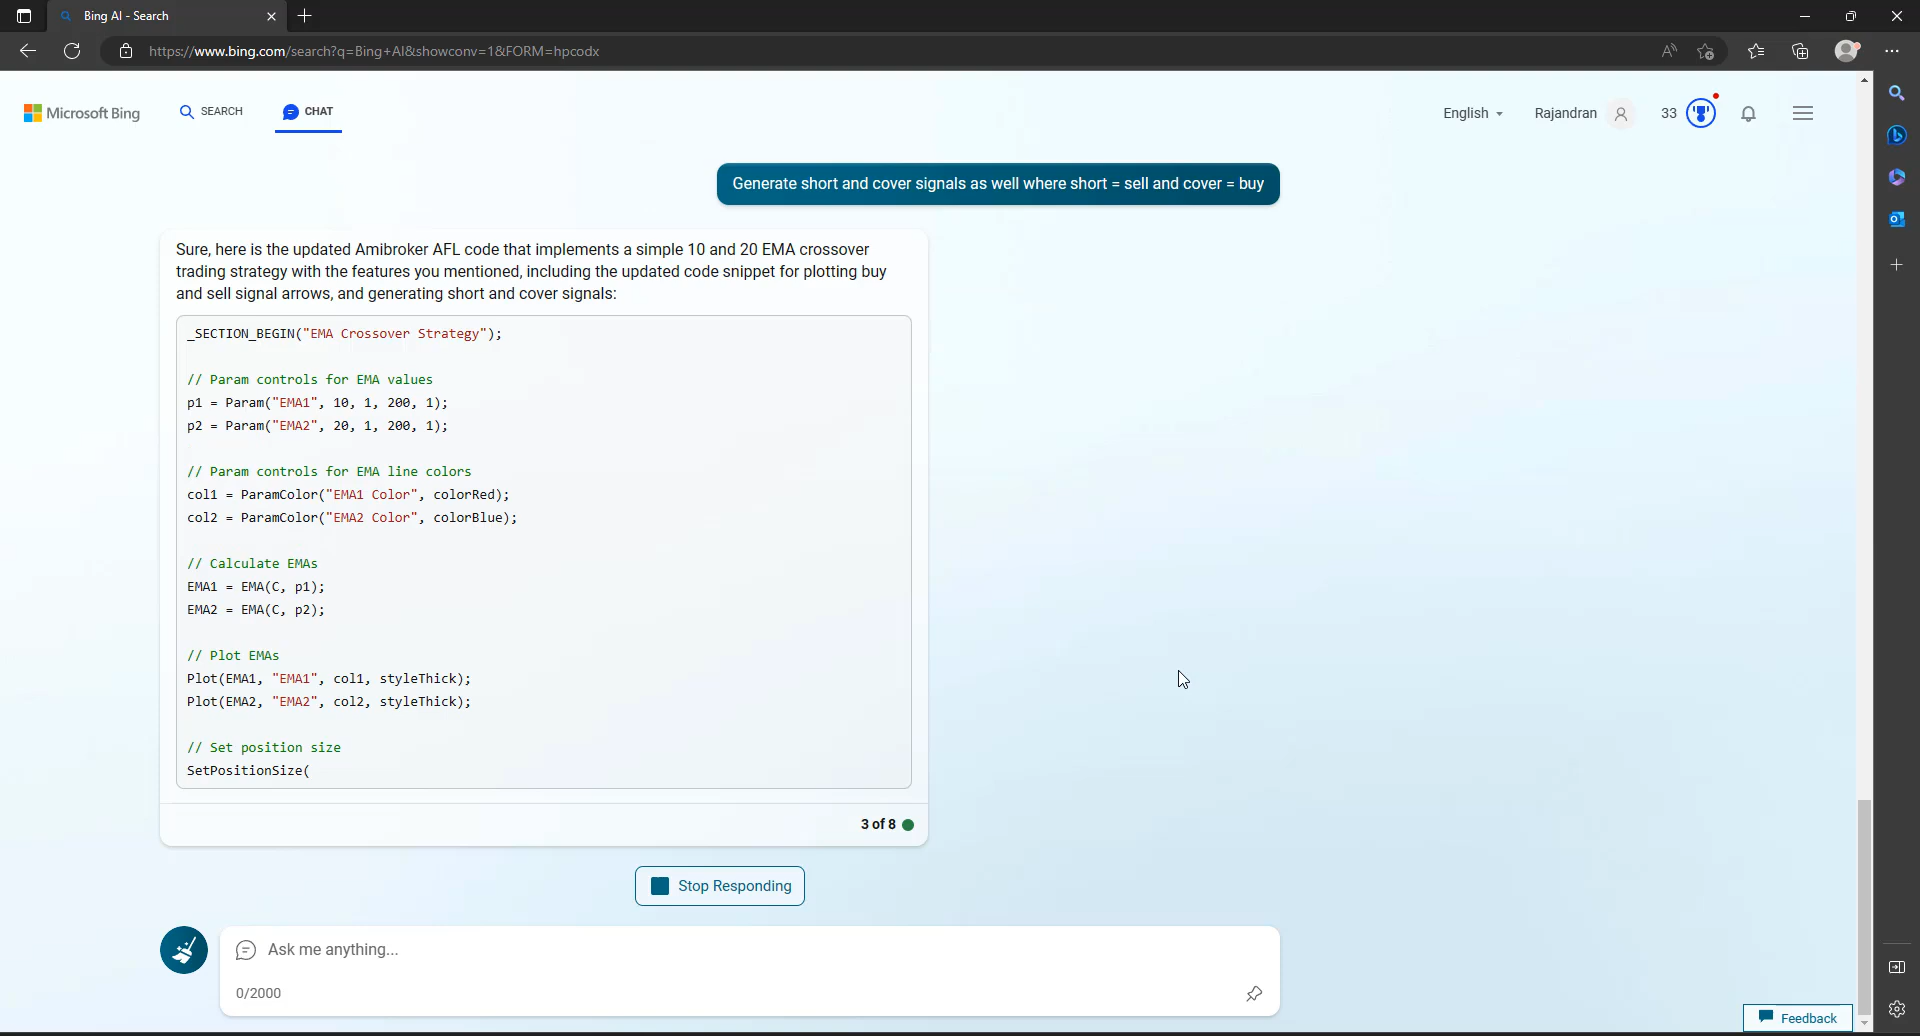 Bing AI - Search
https://www.bing.com/search?q=Bing+AI&showconv=1&FORM=hpcodx
Microsoft Bing
SEARCH
CHAT
English
Rajandran
33
Generate short and cover signals as well where short = sell and cover = buy
Sure, here is the updated Amibroker AFL code that implements a simple 10 and 20 EMA crossover
trading strategy with the features you mentioned, including the updated code snippet for plotting buy
and sell signal arrows, and generating short and cover signals:
_SECTION_BEGIN("EMA Crossover Strategy");
// Param controls for EMA values
p1 = Param("EMA1", 10, 1, 200, 1);
p2 = Param("EMA2", 20, 1, 200, 1);
// Param controls for EMA line colors
col1 = ParamColor("EMA1 Color", colorRed);
col2 = ParamColor("EMA2 Color", colorBlue);
// Calculate EMAs
EMA1 = EMA(C, p1);
EMA2 = EMA(C, p2);
// Plot EMAs
Plot(EMA1, "EMA1", col1, styleThick);
Plot(EMA2, "EMA2", col2, styleThick);
// Set position size
SetPositionSize(
3 of 8
Stop Responding
Ask me anything...
0/2000
Feedback